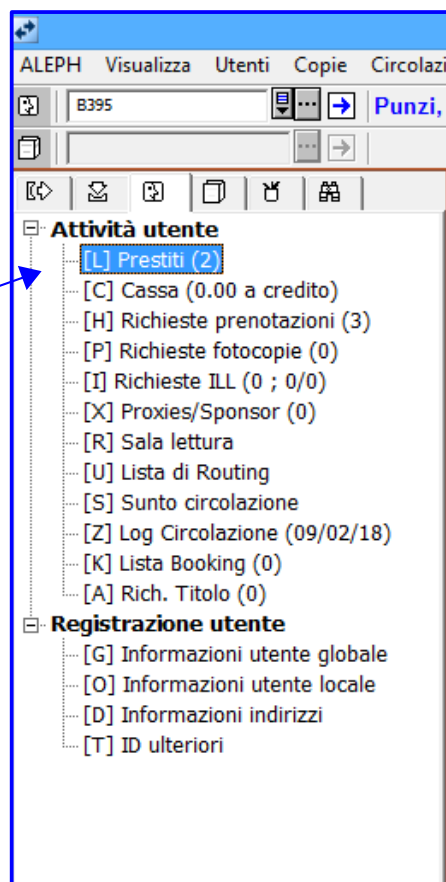 ALEPH Visualizza Utenti Copie Circolazi
B395 Punzi,
Attività utente
[L] Prestiti (2)
[C] Cassa (0.00 a credito)
[H] Richieste prenotazioni (3)
[P] Richieste fotocopie (0)
[I] Richieste ILL (0 ; 0/0)
[X] Proxies/Sponsor (0)
[R] Sala lettura
[U] Lista di Routing
[S] Sunto circolazione
[Z] Log Circolazione (09/02/18)
[K] Lista Booking (0)
[A] Rich. Titolo (0)
Registrazione utente
[G] Informazioni utente globale
[O] Informazioni utente locale
[D] Informazioni indirizzi
[T] ID ulteriori